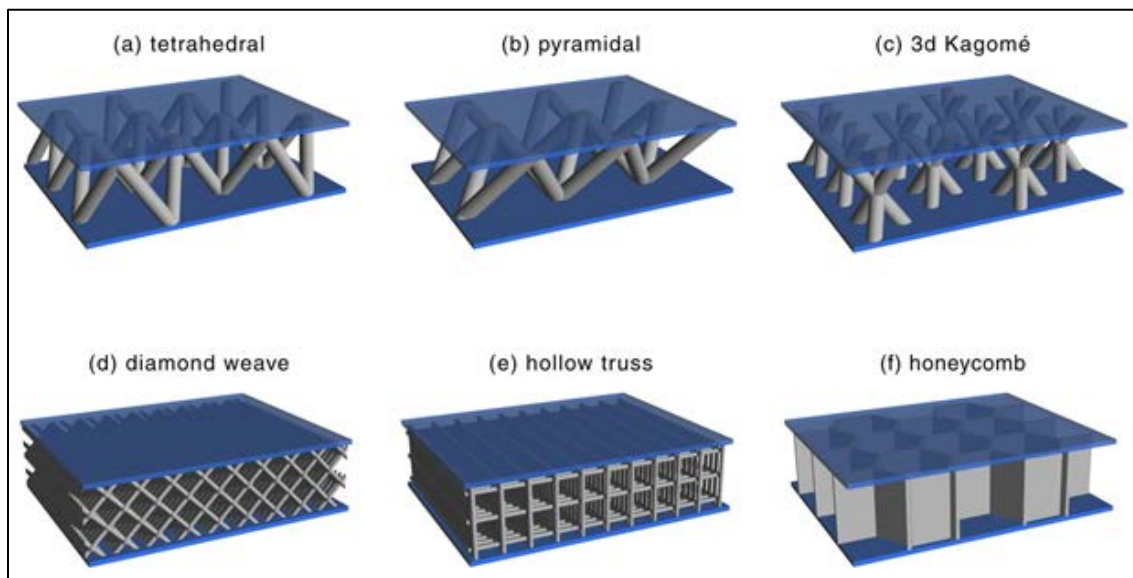 (a) tetrahedral
(b) pyramidal
(c) 3d Kagomé
(d) diamond weave
(e) hollow truss
(f) honeycomb